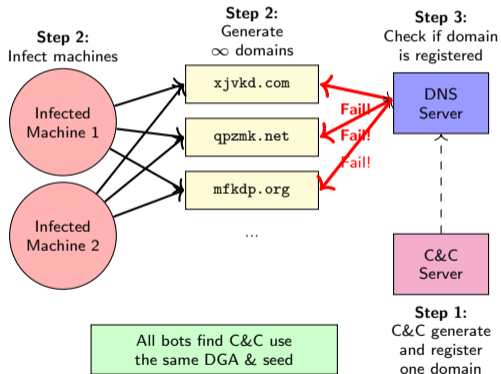 Step 2:
Infect machines
Step 2:
Generate
∞ domains
Step 3:
Check if domain
is registered
Infected
Machine 1
Infected
Machine 2
xjvkd.com
qpzmk.net
mfkdp.org
...
Fail!
Fail!
Fail!
DNS
Server
C&C
Server
Step 1:
C&C generate
and register
one domain
All bots find C&C use
the same DGA & seed